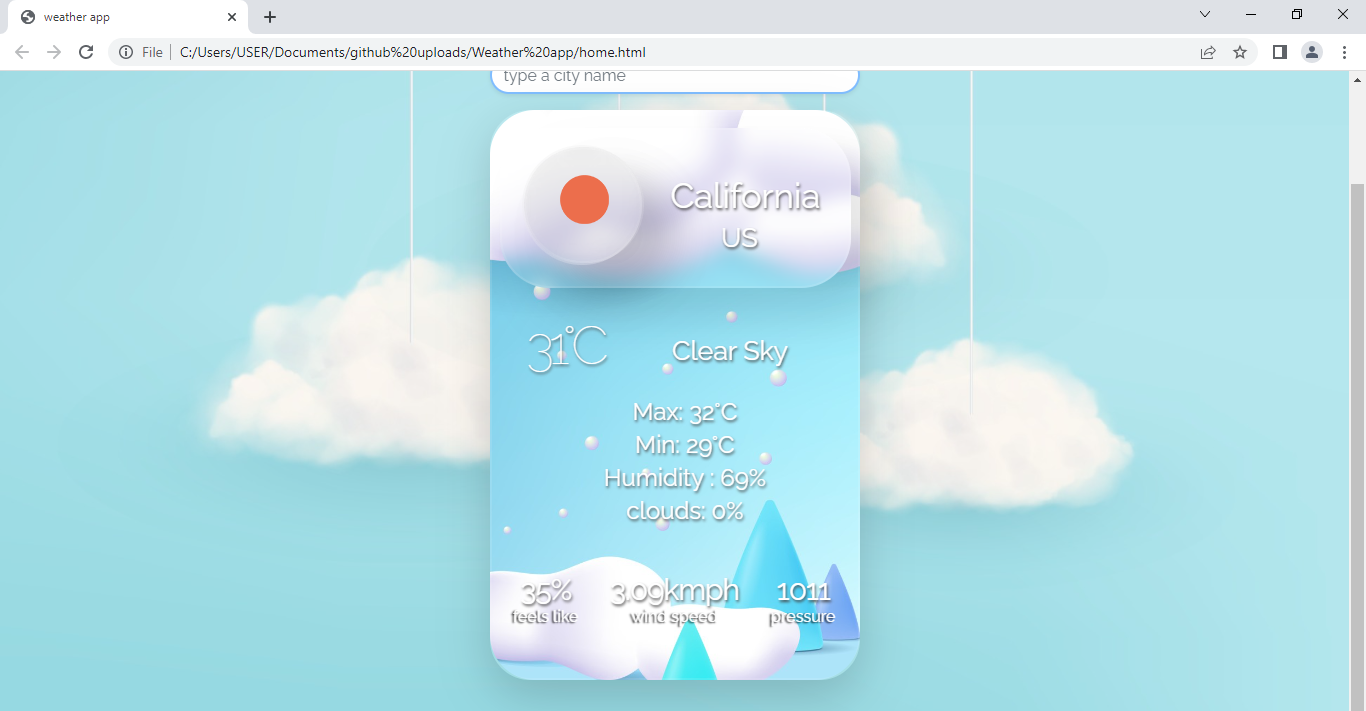 weather app
File
C:/Users/USER/Documents/github%20uploads/Weather%20app/home.html
type a city name
California
US
31°C
Clear Sky
Max: 32°C
Min: 29°C
Humidity : 69%
clouds: 0%
35% 3.09kmph 1011
feels like wind speed pressure